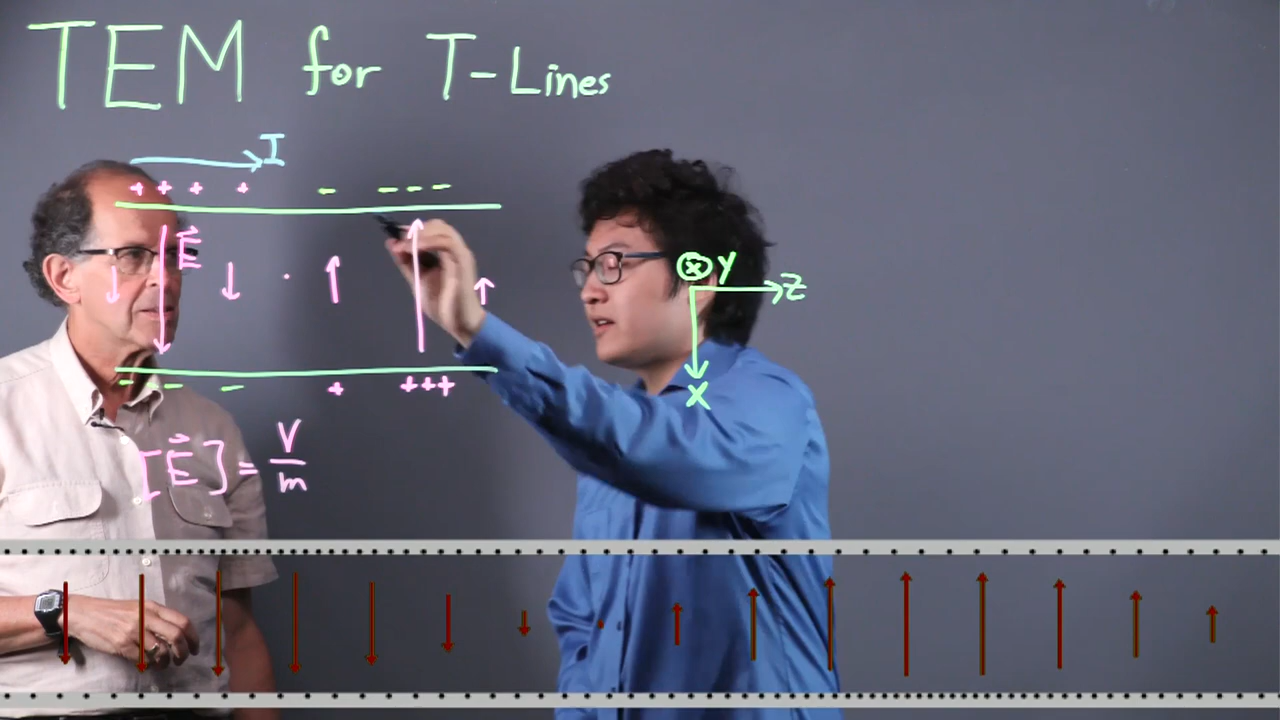 TEM for T-Lines
I
+ + + + - - - -
E⃗
⊗ Y
Z
X
- - - - + +++
[E⃗] = V/m